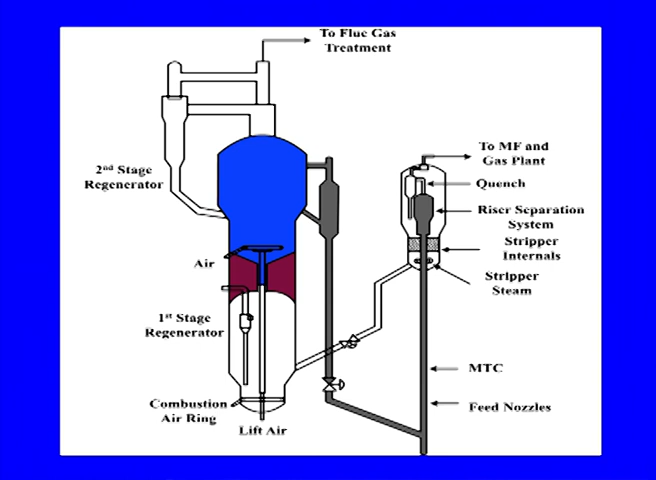 To Flue Gas
Treatment
To MF and
Gas Plant
2nd Stage
Regenerator
Quench
Riser Separation
System
Stripper
Internals
Air
Stripper
Steam
1st Stage
Regenerator
MTC
Combustion
Air Ring
Feed Nozzles
Lift Air